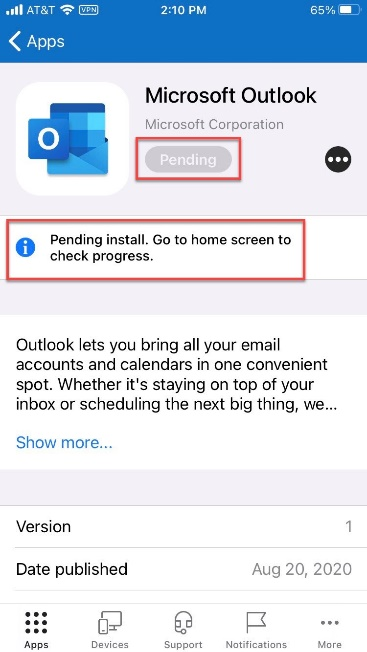 AT&T VPN 2:10 PM 65%
Apps
Microsoft Outlook
Microsoft Corporation
Pending
Pending install. Go to home screen to
check progress.
Outlook lets you bring all your email
accounts and calendars in one convenient
spot. Whether it's staying on top of your
inbox or scheduling the next big thing, we...
Show more...
Version 1
Date published Aug 20, 2020
Apps Devices Support Notifications More